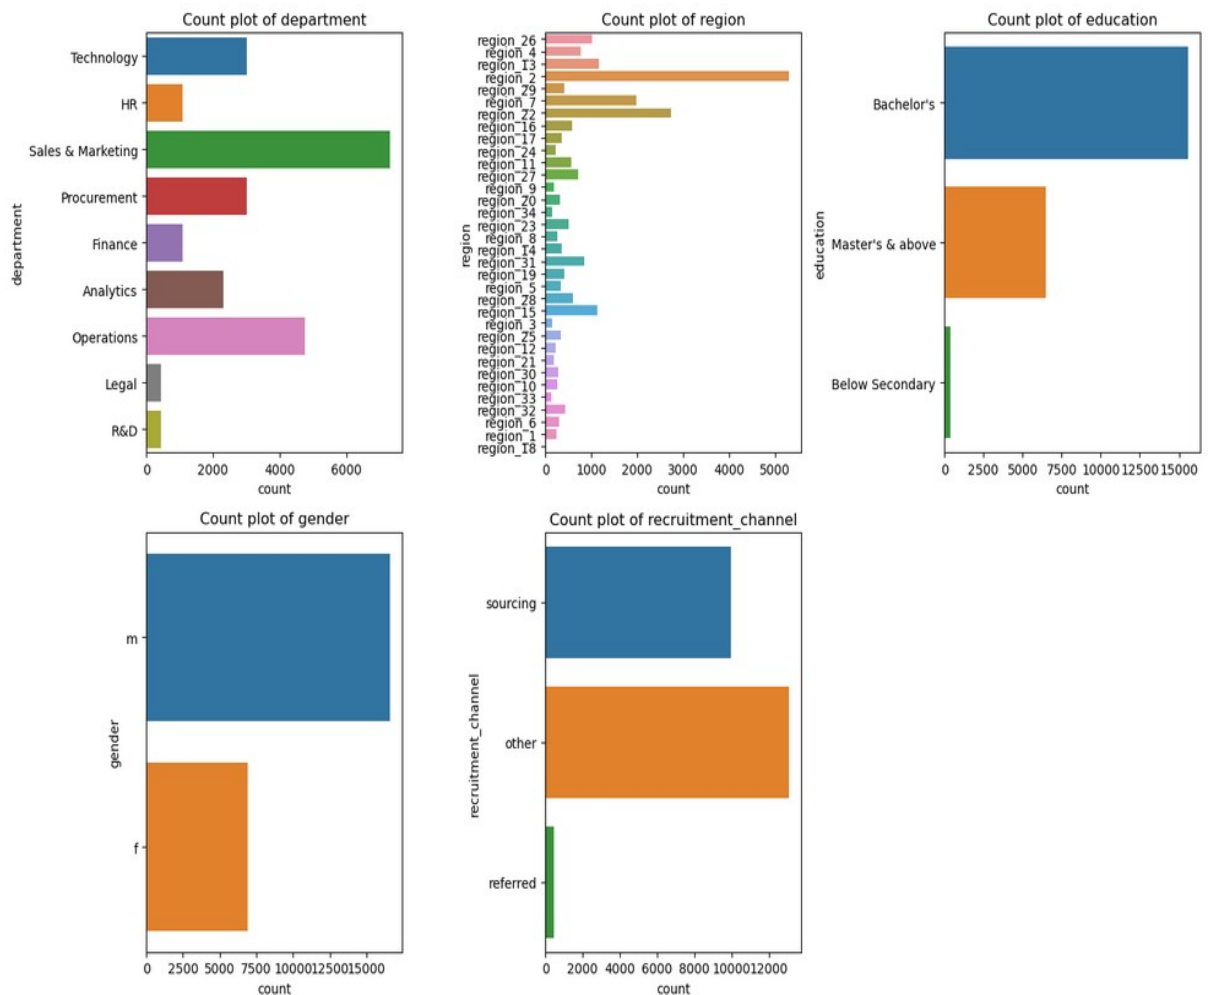 Count plot of department
department
Technology
HR
Sales & Marketing
Procurement
Finance
Analytics
Operations
Legal
R&D
0 2000 4000 6000
count
Count plot of region
region
region_26
region_4
region_13
region_2
region_29
region_7
region_22
region_16
region_17
region_24
region_11
region_27
region_9
region_20
region_34
region_23
region_8
region_14
region_31
region_19
region_5
region_28
region_15
region_3
region_25
region_12
region_21
region_30
region_10
region_33
region_32
region_6
region_1
region_18
0 1000 2000 3000 4000 5000
count
Count plot of education
education
Bachelor's
Master's & above
Below Secondary
0 2500 5000 7500 10000 12500 15000
count
Count plot of gender
gender
m
f
0 2500 5000 7500 10000 12500 15000
count
Count plot of recruitment_channel
recruitment_channel
sourcing
other
referred
0 2000 4000 6000 8000 10000 12000
count